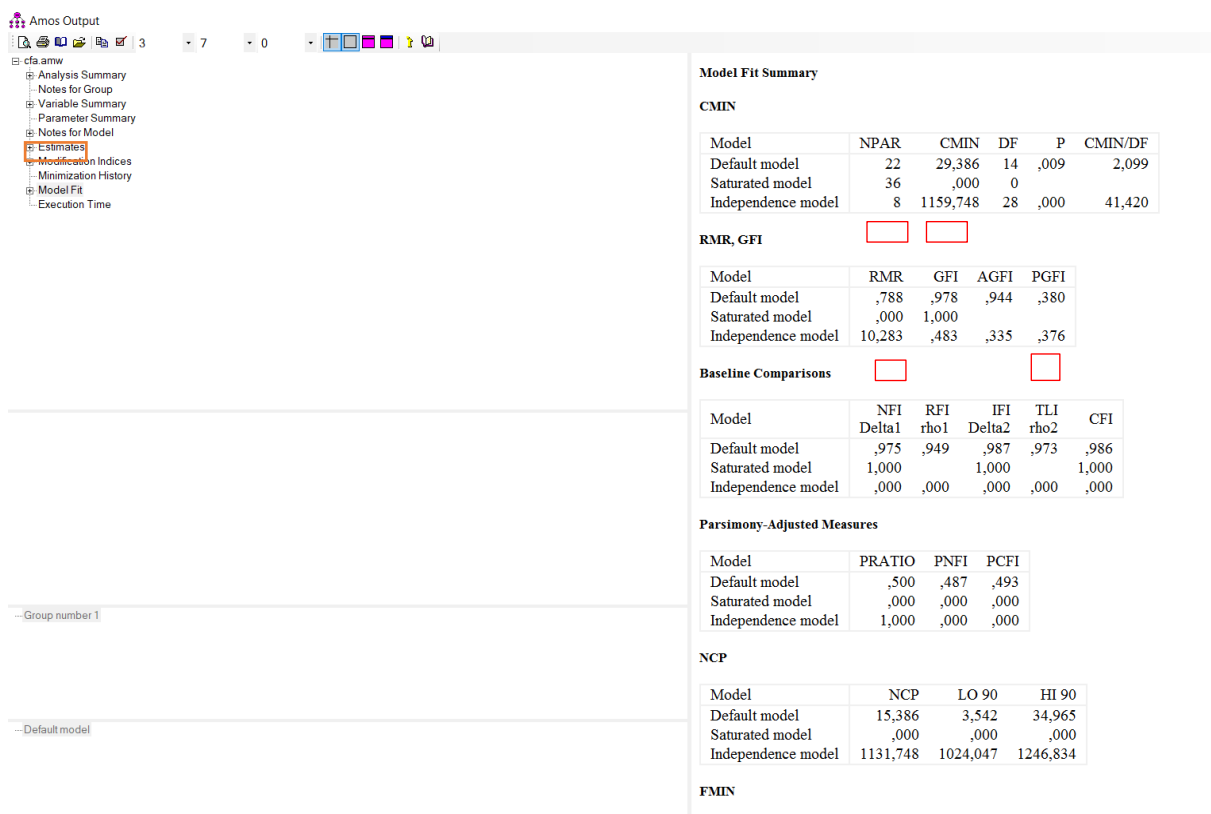 Amos Output
3 7 0
cfa.amw
Analysis Summary
Notes for Group
Variable Summary
Parameter Summary
Notes for Model
Estimates
Modification Indices
Minimization History
Model Fit
Execution Time
Group number 1
Default model
Model Fit Summary
CMIN
Model NPAR CMIN DF P CMIN/DF
Default model 22 29,386 14 ,009 2,099
Saturated model 36 ,000 0
Independence model 8 1159,748 28 ,000 41,420
RMR, GFI
Model RMR GFI AGFI PGFI
Default model ,788 ,978 ,944 ,380
Saturated model ,000 1,000
Independence model 10,283 ,483 ,335 ,376
Baseline Comparisons
Model NFI Delta1 RFI rho1 IFI Delta2 TLI rho2 CFI
Default model ,975 ,949 ,987 ,973 ,986
Saturated model 1,000 1,000 1,000
Independence model ,000 ,000 ,000 ,000 ,000
Parsimony-Adjusted Measures
Model PRATIO PNFI PCFI
Default model ,500 ,487 ,493
Saturated model ,000 ,000 ,000
Independence model 1,000 ,000 ,000
NCP
Model NCP LO 90 HI 90
Default model 15,386 3,542 34,965
Saturated model ,000 ,000 ,000
Independence model 1131,748 1024,047 1246,834
FMIN